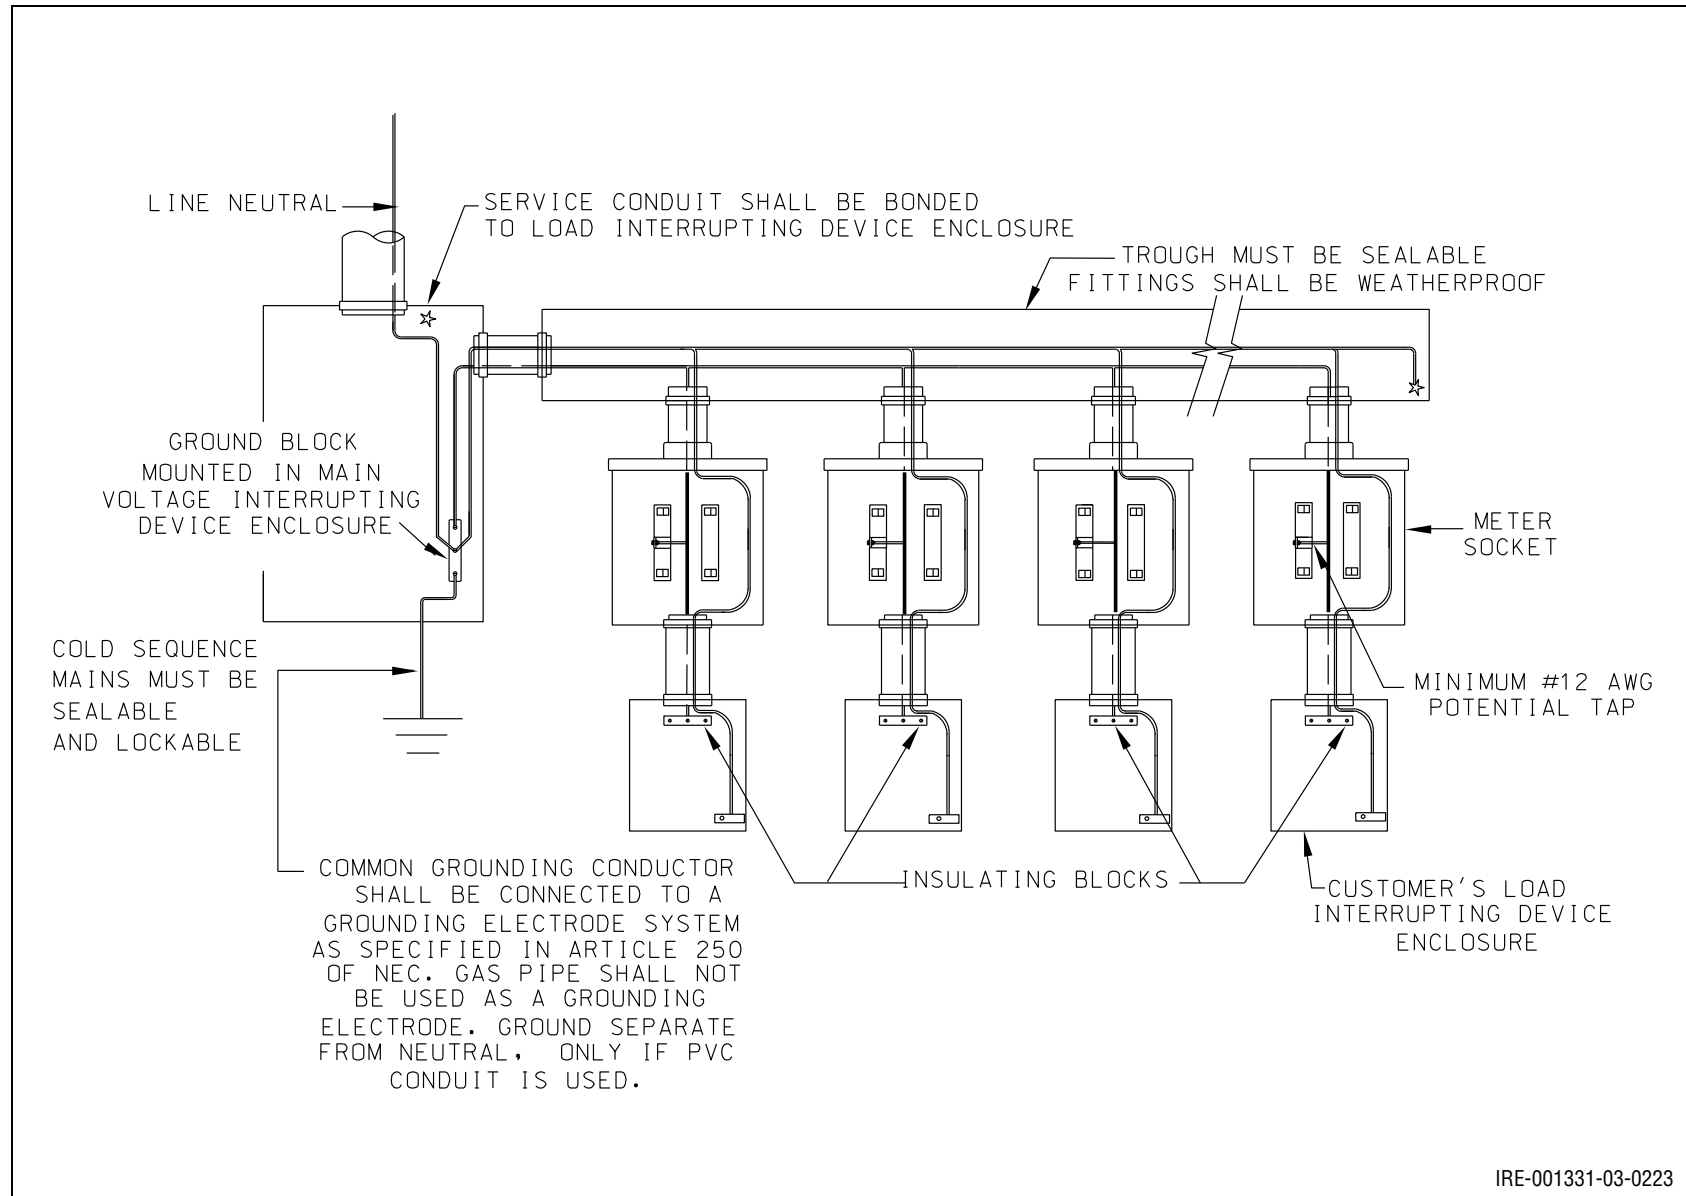 LINE NEUTRAL
SERVICE CONDUIT SHALL BE BONDED
TO LOAD INTERRUPTING DEVICE ENCLOSURE
TROUGH MUST BE SEALABLE
FITTINGS SHALL BE WEATHERPROOF
GROUND BLOCK
MOUNTED IN MAIN
VOLTAGE INTERRUPTING
DEVICE ENCLOSURE
METER
SOCKET
COLD SEQUENCE
MAINS MUST BE
SEALABLE
AND LOCKABLE
MINIMUM #12 AWG
POTENTIAL TAP
COMMON GROUNDING CONDUCTOR
SHALL BE CONNECTED TO A
GROUNDING ELECTRODE SYSTEM
AS SPECIFIED IN ARTICLE 250
OF NEC. GAS PIPE SHALL NOT
BE USED AS A GROUNDING
ELECTRODE. GROUND SEPARATE
FROM NEUTRAL, ONLY IF PVC
CONDUIT IS USED.
INSULATING BLOCKS
CUSTOMER'S LOAD
INTERRUPTING DEVICE
ENCLOSURE
IRE-001331-03-0223